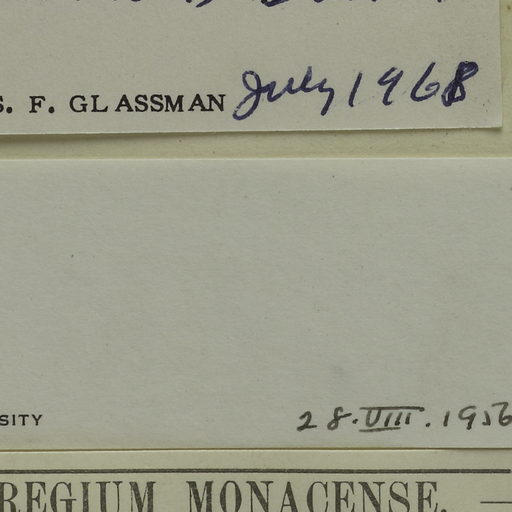 S. F. GLASSMAN July 1968
SITY 28.VIII.1956
REGIUM MONACENSE. —